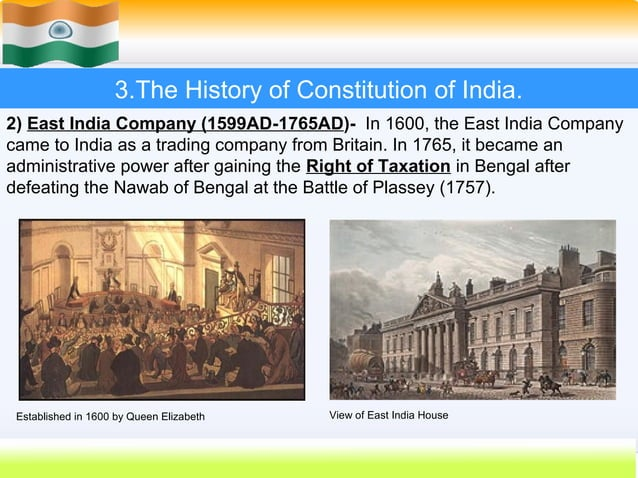 3.The History of Constitution of India.
2) East India Company (1599AD-1765AD)- In 1600, the East India Company
came to India as a trading company from Britain. In 1765, it became an
administrative power after gaining the Right of Taxation in Bengal after
defeating the Nawab of Bengal at the Battle of Plassey (1757).
Established in 1600 by Queen Elizabeth
View of East India House